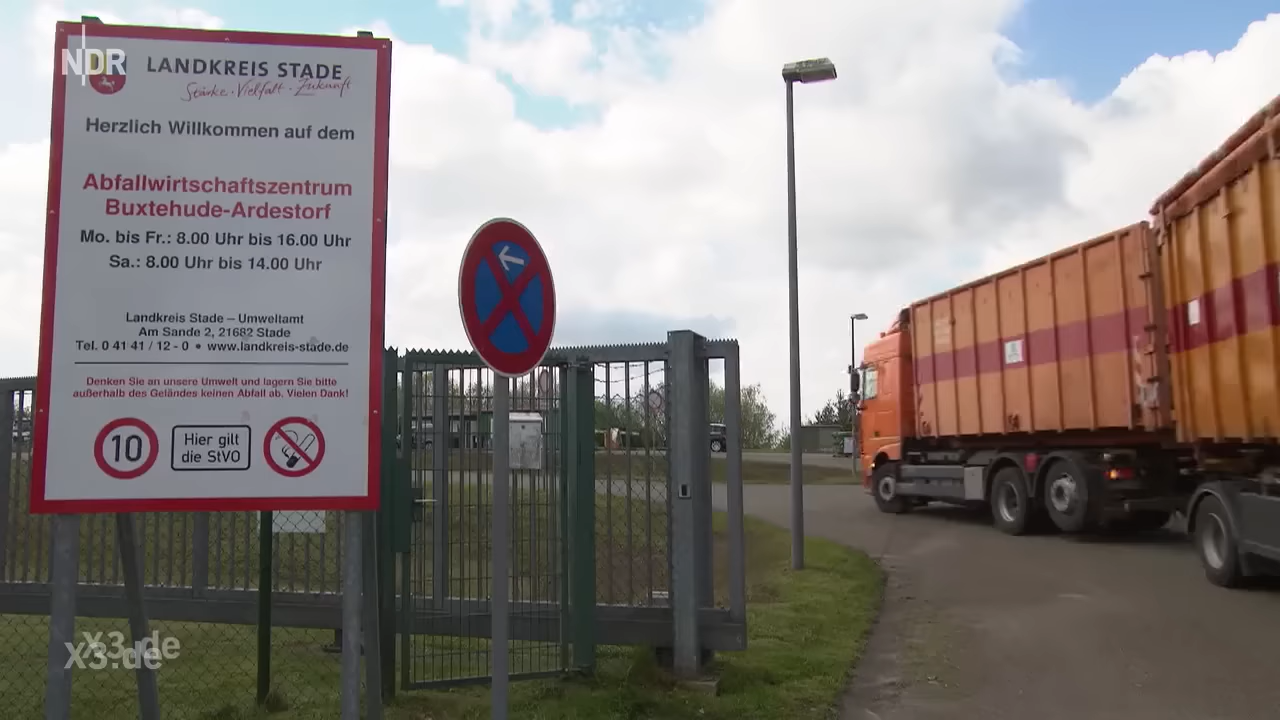 NDR
LANDKREIS STADE
Stärke · Vielfalt · Zukunft
Herzlich Willkommen auf dem
Abfallwirtschaftszentrum
Buxtehude-Ardestorf
Mo. bis Fr.: 8.00 Uhr bis 16.00 Uhr
Sa.: 8.00 Uhr bis 14.00 Uhr
Landkreis Stade – Umweltamt
Am Sande 2, 21682 Stade
Tel. 0 41 41 / 12 - 0 • www.landkreis-stade.de
Denken Sie an unsere Umwelt und lagern Sie bitte
außerhalb des Geländes keinen Abfall ab, Vielen Dank!
10
Hier gilt
die StVO
x3.de
x3.de